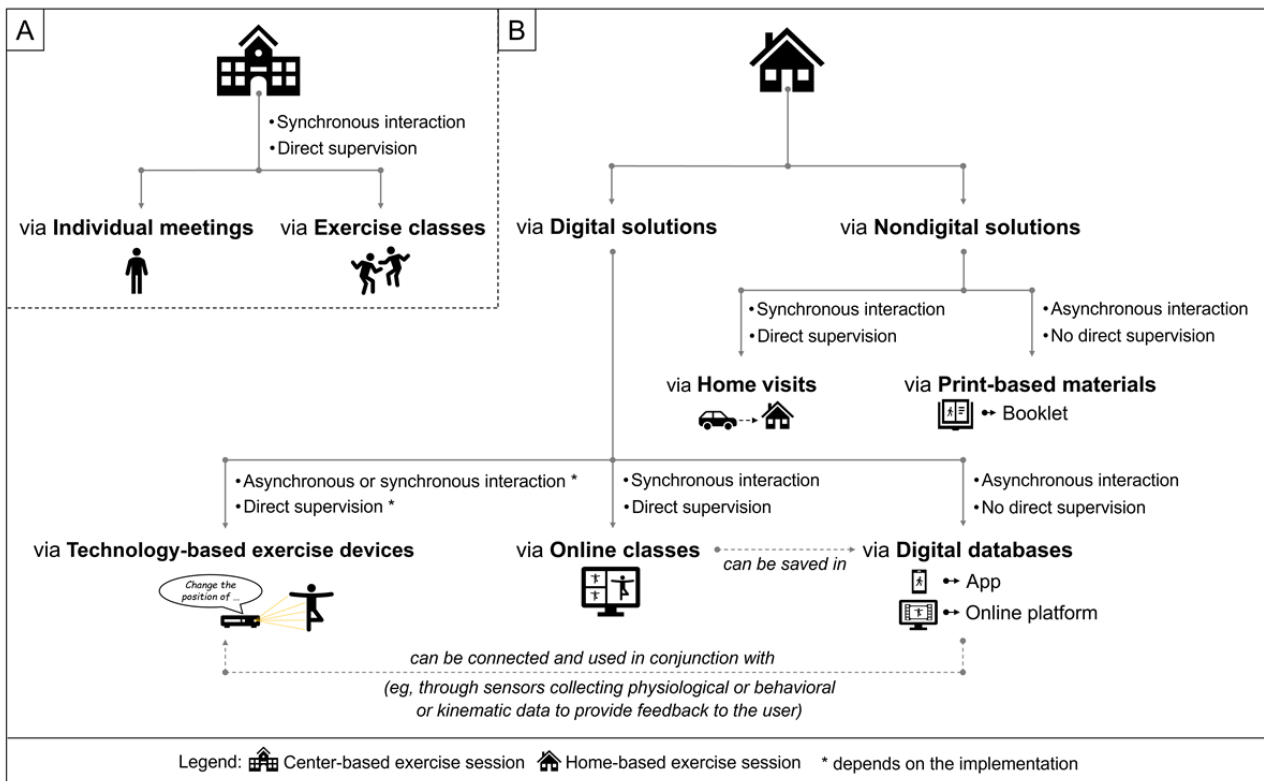 A
B
• Synchronous interaction
• Direct supervision
via Individual meetings
via Exercise classes
via Digital solutions
via Nondigital solutions
• Synchronous interaction
• Direct supervision
• Asynchronous interaction
• No direct supervision
via Home visits
via Print-based materials
Booklet
• Asynchronous or synchronous interaction *
• Direct supervision *
• Synchronous interaction
• Direct supervision
• Asynchronous interaction
• No direct supervision
via Technology-based exercise devices
via Online classes
can be saved in
via Digital databases
Change the
position of ...
App
Online platform
can be connected and used in conjunction with
(eg, through sensors collecting physiological or behavioral
or kinematic data to provide feedback to the user)
Legend: Center-based exercise session Home-based exercise session * depends on the implementation